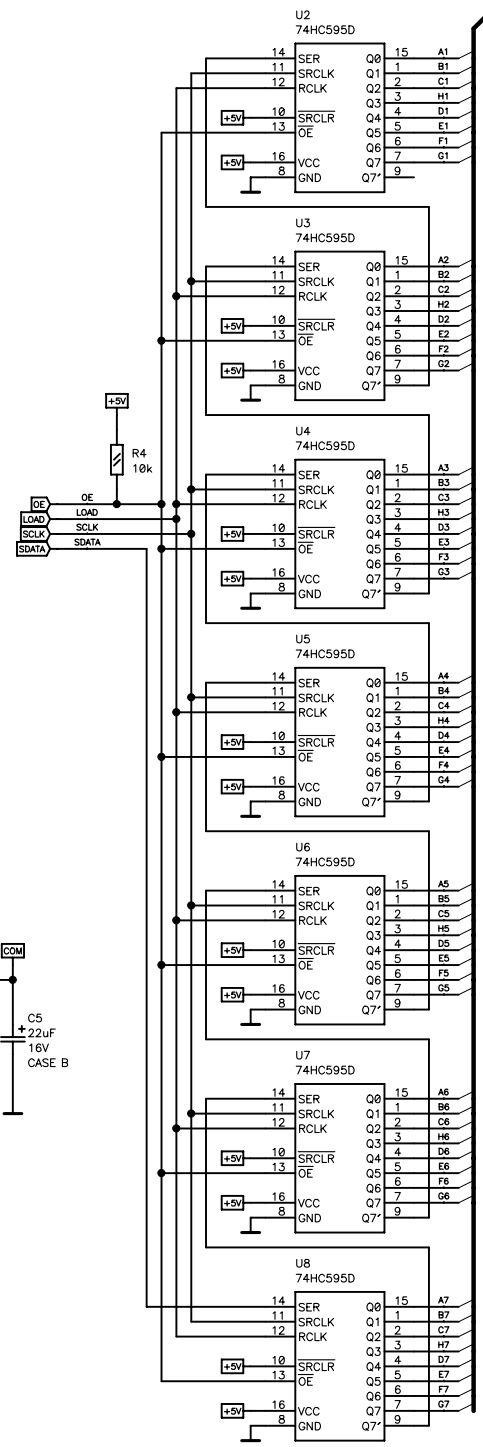 U2
74HC595D
14 SER Q0 15 A1
11 SRCLK Q1 1 B1
12 RCLK Q2 2 C1
Q3 3 H1
+5V 10 SRCLR Q4 4 D1
13 OE Q5 5 E1
Q6 6 F1
+5V 16 VCC Q7 7 G1
8 GND Q7' 9
U3
74HC595D
14 SER Q0 15 A2
11 SRCLK Q1 1 B2
12 RCLK Q2 2 C2
Q3 3 H2
+5V 10 SRCLR Q4 4 D2
13 OE Q5 5 E2
Q6 6 F2
+5V 16 VCC Q7 7 G2
8 GND Q7' 9
+5V
R4
10k
U4
74HC595D
14 SER Q0 15 A3
11 SRCLK Q1 1 B3
12 RCLK Q2 2 C3
Q3 3 H3
+5V 10 SRCLR Q4 4 D3
13 OE Q5 5 E3
Q6 6 F3
+5V 16 VCC Q7 7 G3
8 GND Q7' 9
OE OE
LOAD LOAD
SCLK SCLK
SDATA SDATA
U5
74HC595D
14 SER Q0 15 A4
11 SRCLK Q1 1 B4
12 RCLK Q2 2 C4
Q3 3 H4
+5V 10 SRCLR Q4 4 D4
13 OE Q5 5 E4
Q6 6 F4
+5V 16 VCC Q7 7 G4
8 GND Q7' 9
U6
74HC595D
14 SER Q0 15 A5
11 SRCLK Q1 1 B5
12 RCLK Q2 2 C5
Q3 3 H5
+5V 10 SRCLR Q4 4 D5
13 OE Q5 5 E5
Q6 6 F5
+5V 16 VCC Q7 7 G5
8 GND Q7' 9
COM
C5
+ 22uF
16V
CASE B
U7
74HC595D
14 SER Q0 15 A6
11 SRCLK Q1 1 B6
12 RCLK Q2 2 C6
Q3 3 H6
+5V 10 SRCLR Q4 4 D6
13 OE Q5 5 E6
Q6 6 F6
+5V 16 VCC Q7 7 G6
8 GND Q7' 9
U8
74HC595D
14 SER Q0 15 A7
11 SRCLK Q1 1 B7
12 RCLK Q2 2 C7
Q3 3 H7
+5V 10 SRCLR Q4 4 D7
13 OE Q5 5 E7
Q6 6 F7
+5V 16 VCC Q7 7 G7
8 GND Q7' 9